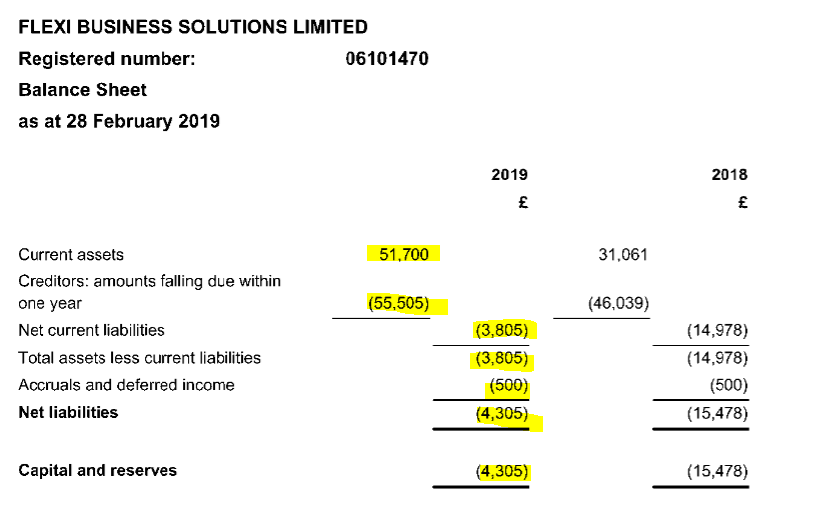 FLEXI BUSINESS SOLUTIONS LIMITED
Registered number: 06101470
Balance Sheet
as at 28 February 2019
2019 2018
£ £
Current assets 51,700 31,061
Creditors: amounts falling due within
one year (55,505) (46,039)
Net current liabilities (3,805) (14,978)
Total assets less current liabilities (3,805) (14,978)
Accruals and deferred income (500) (500)
Net liabilities (4,305) (15,478)
Capital and reserves (4,305) (15,478)